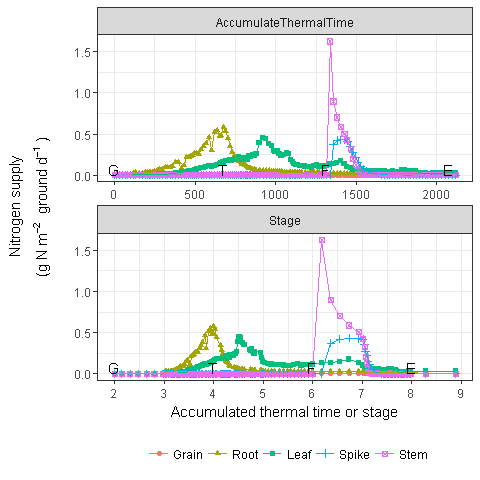 AccumulateThermalTime
Nitrogen supply
(g N m⁻² ground d⁻¹ )
1.5
1.0
0.5
0.0
G T F E
0 500 1000 1500 2000
Stage
1.5
1.0
0.5
0.0
G T F E
2 3 4 5 6 7 8 9
Accumulated thermal time or stage
Grain Root Leaf Spike Stem